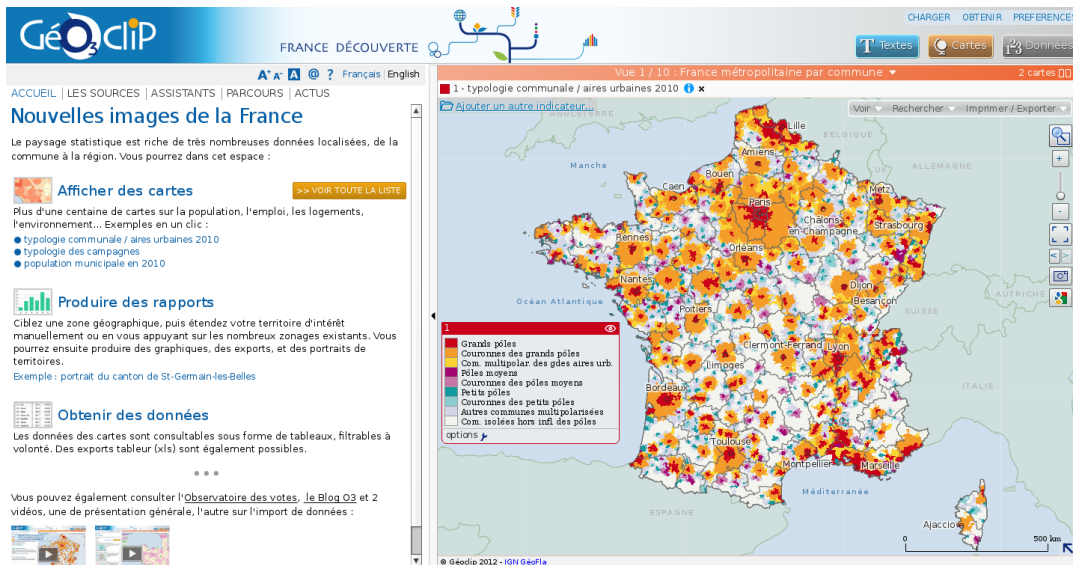 GéOclip
O3
FRANCE DÉCOUVERTE
CHARGER OBTENIR PREFERENCES
Textes
Cartes
Données
A+ A- A @ ? Français | English
ACCUEIL | LES SOURCES | ASSISTANTS | PARCOURS | ACTUS
Nouvelles images de la France
Le paysage statistique est riche de très nombreuses données localisées, de la
commune à la région. Vous pourrez dans cet espace :
Afficher des cartes
>> VOIR TOUTE LA LISTE
Plus d'une centaine de cartes sur la population, l'emploi, les logements,
l'environnement... Exemples en un clic :
● typologie communale / aires urbaines 2010
● typologie des campagnes
● population municipale en 2010
Produire des rapports
Ciblez une zone géographique, puis étendez votre territoire d'intérêt
manuellement ou en vous appuyant sur les nombreux zonages existants. Vous
pourrez ensuite produire des graphiques, des exports, et des portraits de
territoires.
Exemple : portrait du canton de St-Germain-les-Belles
Obtenir des données
Les données des cartes sont consultables sous forme de tableaux, filtrables à
volonté. Des exports tableur (xls) sont également possibles.
Vous pouvez également consulter l'Observatoire des votes, le Blog O3 et 2
vidéos, une de présentation générale, l'autre sur l'import de données :
Vue 1 / 10 : France métropolitaine par commune
2 cartes
1 - typologie communale / aires urbaines 2010
Ajouter un autre indicateur...
Voir
Rechercher
Imprimer / Exporter
ANGLETERRE
BELGIQUE
LUX
ALLEMAGNE
Manche
Lille
Amiens
Rouen
Caen
Metz
Paris
Chalons-
en-Champagne
Strasbourg
Rennes
Orléans
Nantes
Dijon
Besançon
Océan Atlantique
AUTRICHE
SUISSE
Poitiers
Clermont-Ferrand
Lyon
Limoges
ITALIE
Bordeaux
Toulouse
Montpellier
Marseille
Méditerranée
ESPAGNE
Ajaccio
0
500 km
1
Grands pôles
Couronnes des grands pôles
Com. multipolar. des gdes aires urb.
Pôles moyens
Couronnes des pôles moyens
Petits pôles
Couronnes des petits pôles
Autres communes multipolarisées
Com. isolées hors infl des pôles
options
© Géoclip 2012 - IGN GéoFla